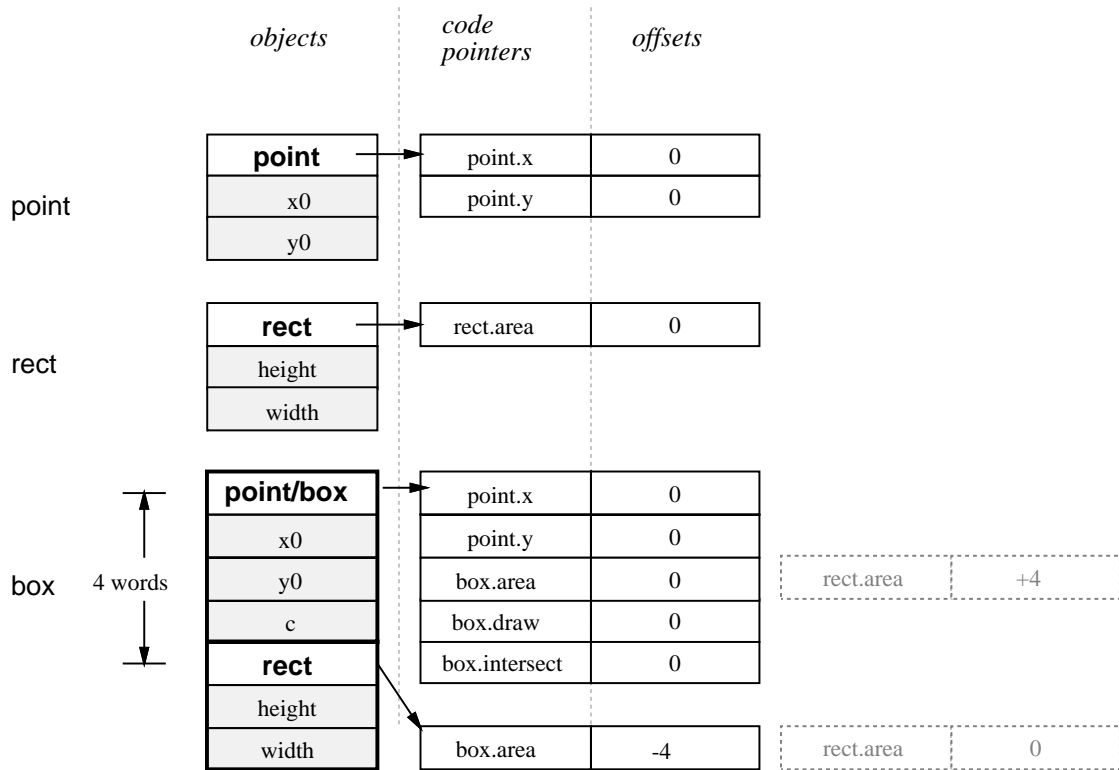 objects code pointers offsets
point point.x 0
x0 point.y 0
point
y0
rect rect.area 0
rect
height
width
point/box point.x 0
x0 point.y 0
box 4 words y0 box.area 0 rect.area +4
c box.draw 0
rect box.intersect 0
height
width box.area -4 rect.area 0